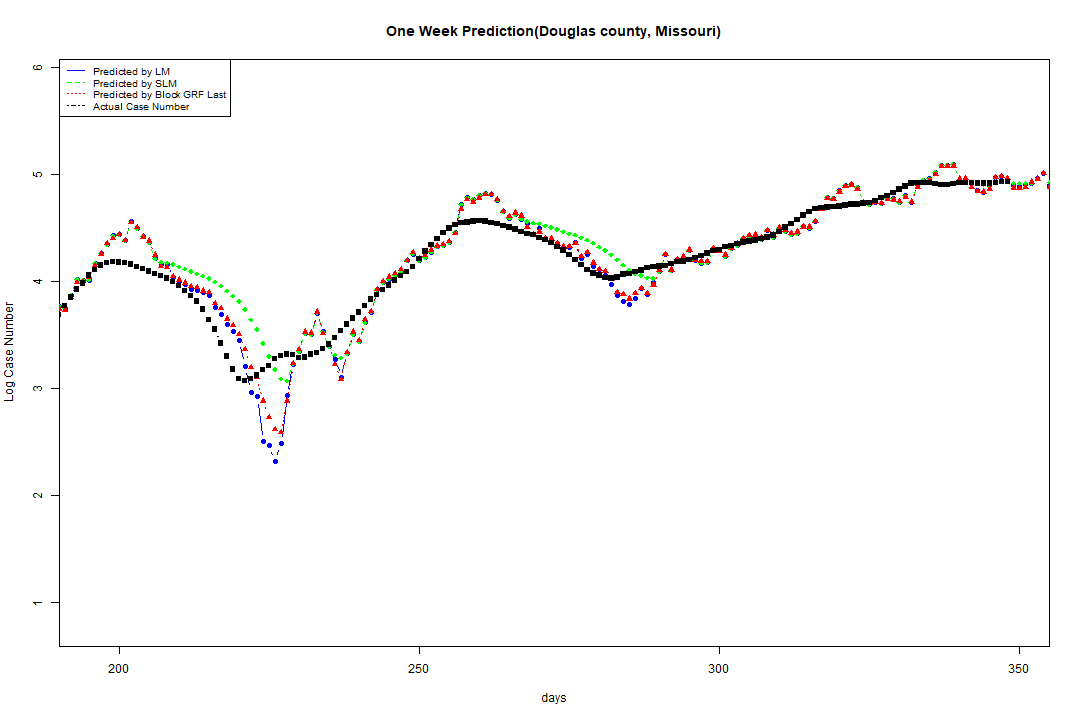 One Week Prediction(Douglas county, Missouri)
Predicted by LM
Predicted by SLM
Predicted by Block GRF Last
Actual Case Number
6
5
4
3
2
1
Log Case Number
200
250
300
350
days